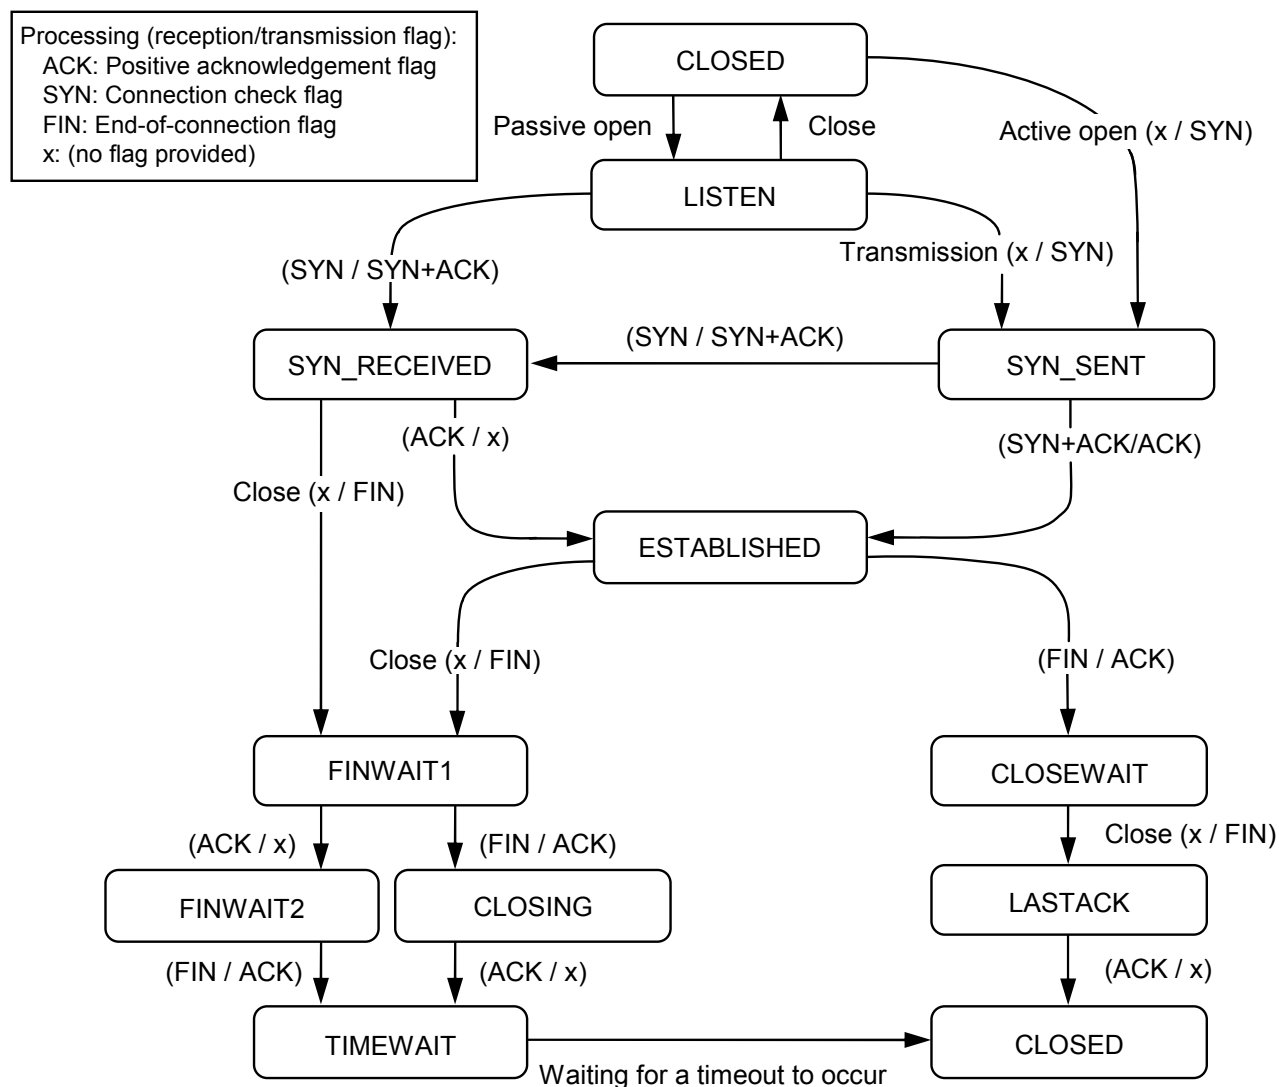 Processing (reception/transmission flag):
ACK: Positive acknowledgement flag
SYN: Connection check flag
FIN: End-of-connection flag
x: (no flag provided)
CLOSED
Passive open
Close
Active open (x / SYN)
LISTEN
Transmission (x / SYN)
(SYN / SYN+ACK)
(SYN / SYN+ACK)
SYN_RECEIVED
SYN_SENT
(ACK / x)
(SYN+ACK/ACK)
Close (x / FIN)
ESTABLISHED
Close (x / FIN)
(FIN / ACK)
FINWAIT1
CLOSEWAIT
(ACK / x)
(FIN / ACK)
Close (x / FIN)
FINWAIT2
CLOSING
LASTACK
(FIN / ACK)
(ACK / x)
(ACK / x)
TIMEWAIT
CLOSED
Waiting for a timeout to occur